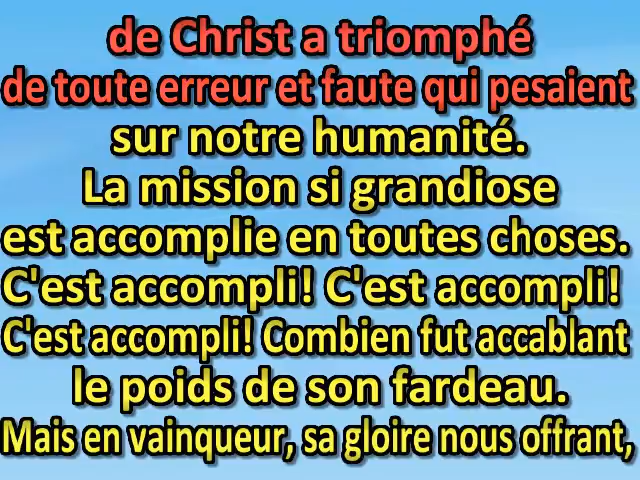 de Christ a triomphé
de toute erreur et faute qui pesaient
sur notre humanité.
La mission si grandiose
est accomplie en toutes choses.
C'est accompli! C'est accompli!
C'est accompli! Combien fut accablant
le poids de son fardeau.
Mais en vainqueur, sa gloire nous offrant,